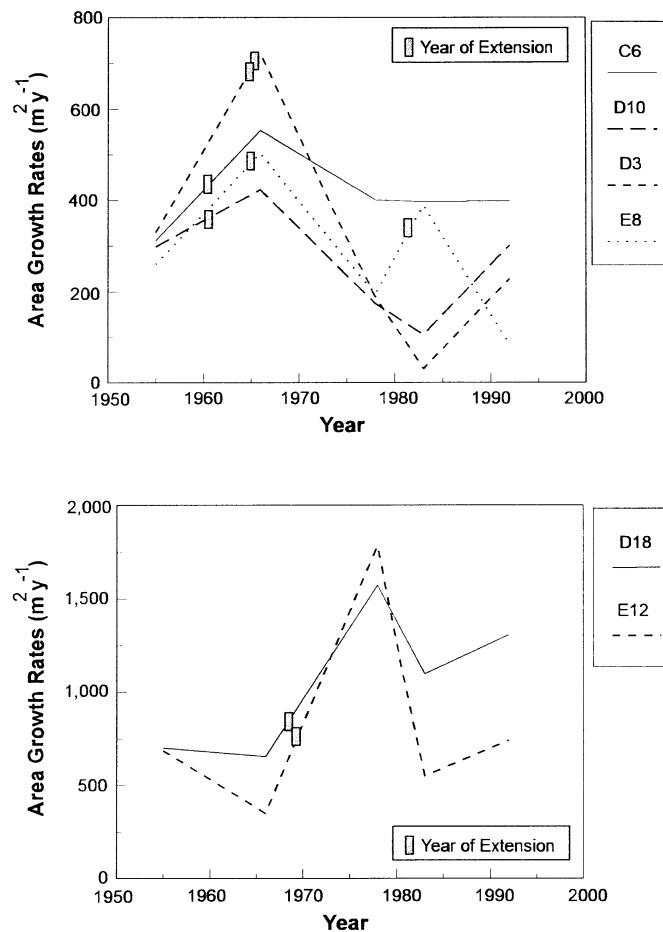 800
600
400
200
0
1950
1960
1970
1980
1990
2000
Area Growth Rates (m² y⁻¹)
Year
Year of Extension
C6
D10
D3
E8
2,000
1,500
1,000
500
0
1950
1960
1970
1980
1990
2000
Area Growth Rates (m² y⁻¹)
Year
Year of Extension
D18
E12